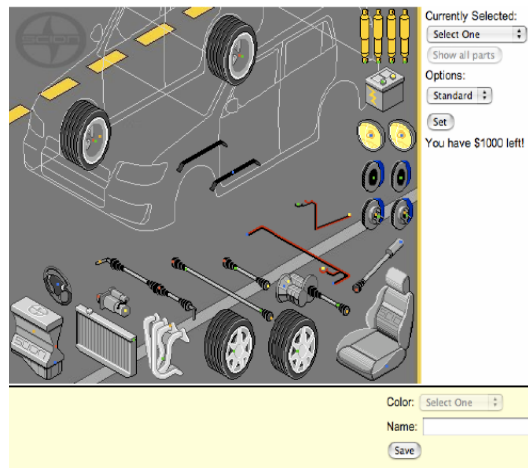 SCION
Currently Selected:
Select One
Show all parts
Options:
Standard
Set
You have $1000 left!
Color: Select One
Name:
Save